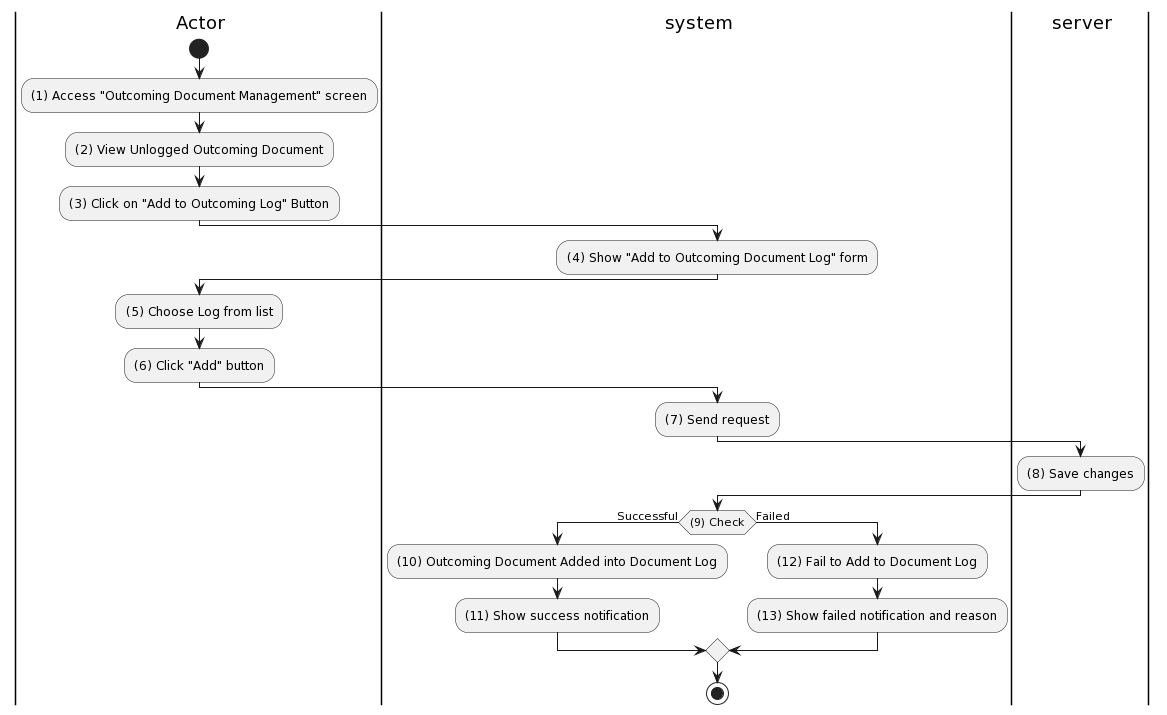 Actor
system
server
(1) Access "Outcoming Document Management" screen
(2) View Unlogged Outcoming Document
(3) Click on "Add to Outcoming Log" Button
(4) Show "Add to Outcoming Document Log" form
(5) Choose Log from list
(6) Click "Add" button
(7) Send request
(8) Save changes
Successful
(9) Check
Failed
(10) Outcoming Document Added into Document Log
(12) Fail to Add to Document Log
(11) Show success notification
(13) Show failed notification and reason